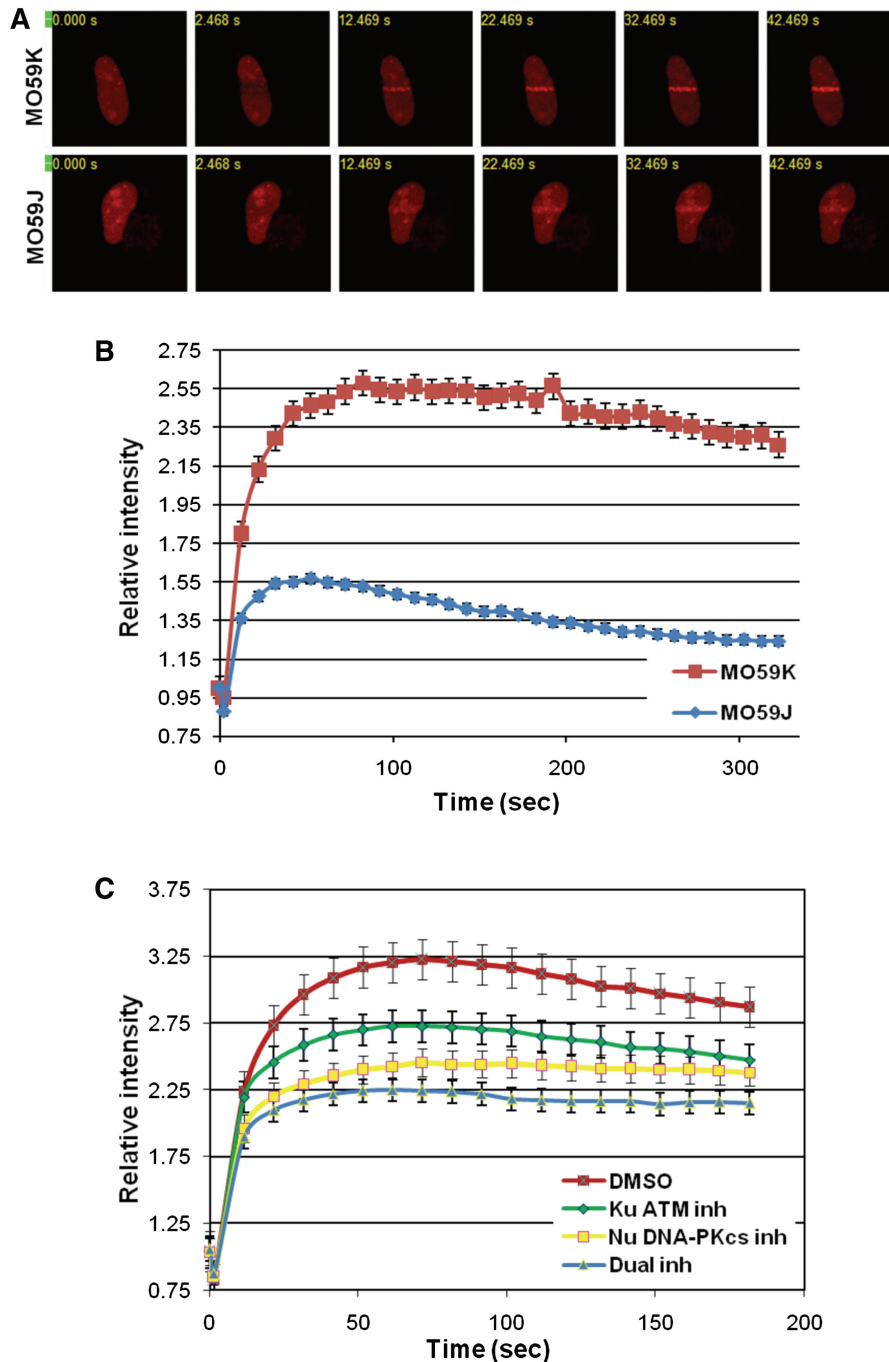 A
MO59K
0.000 s 2.468 s 12.469 s 22.469 s 32.469 s 42.469 s
MO59J
0.000 s 2.468 s 12.469 s 22.469 s 32.469 s 42.469 s
B
Relative intensity
2.75
2.55
2.35
2.15
1.95
1.75
1.55
1.35
1.15
0.95
0.75
MO59K
MO59J
0 100 200 300
Time (sec)
C
Relative intensity
3.75
3.25
2.75
2.25
1.75
1.25
0.75
DMSO
Ku ATM inh
Nu DNA-PKcs inh
Dual inh
0 50 100 150 200
Time (sec)